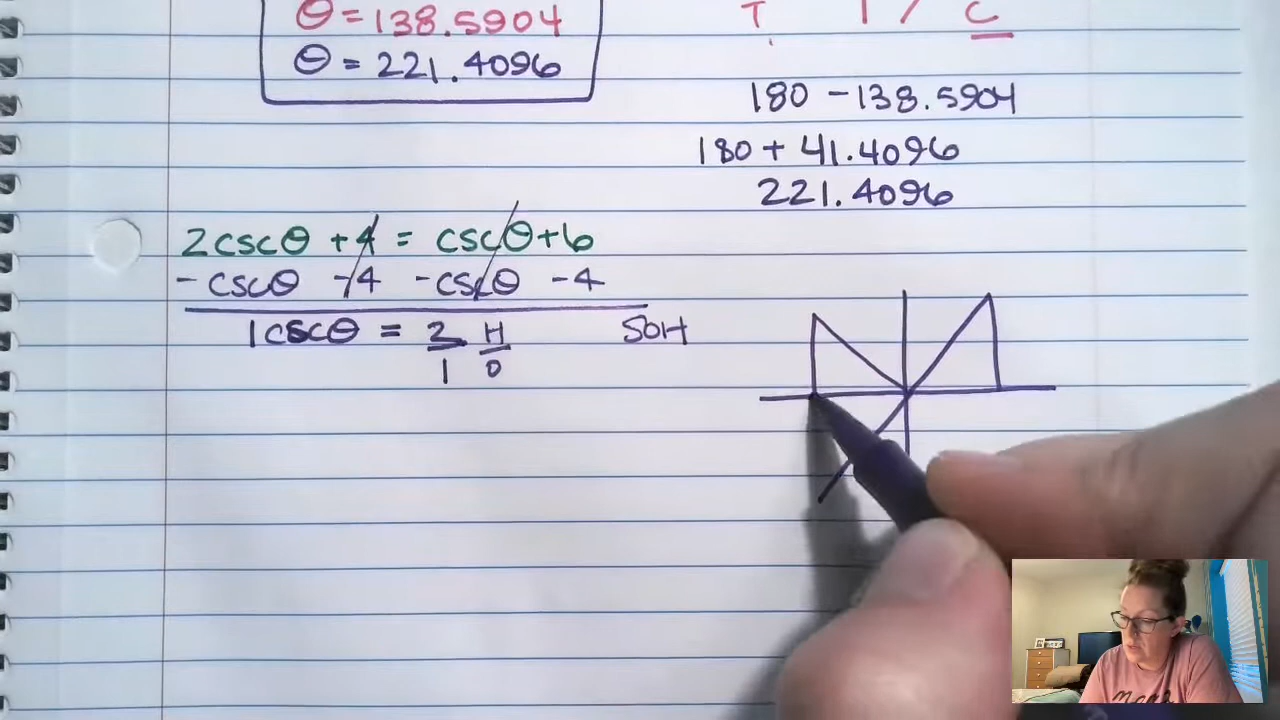 θ = 138.5904
θ = 221.4096
T C
180 - 138.5904
180 + 41.4096
221.4096
2cscθ + 4 = cscθ + 6
- cscθ - 4 - cscθ - 4
1cscθ = 2/1 H/O SOH